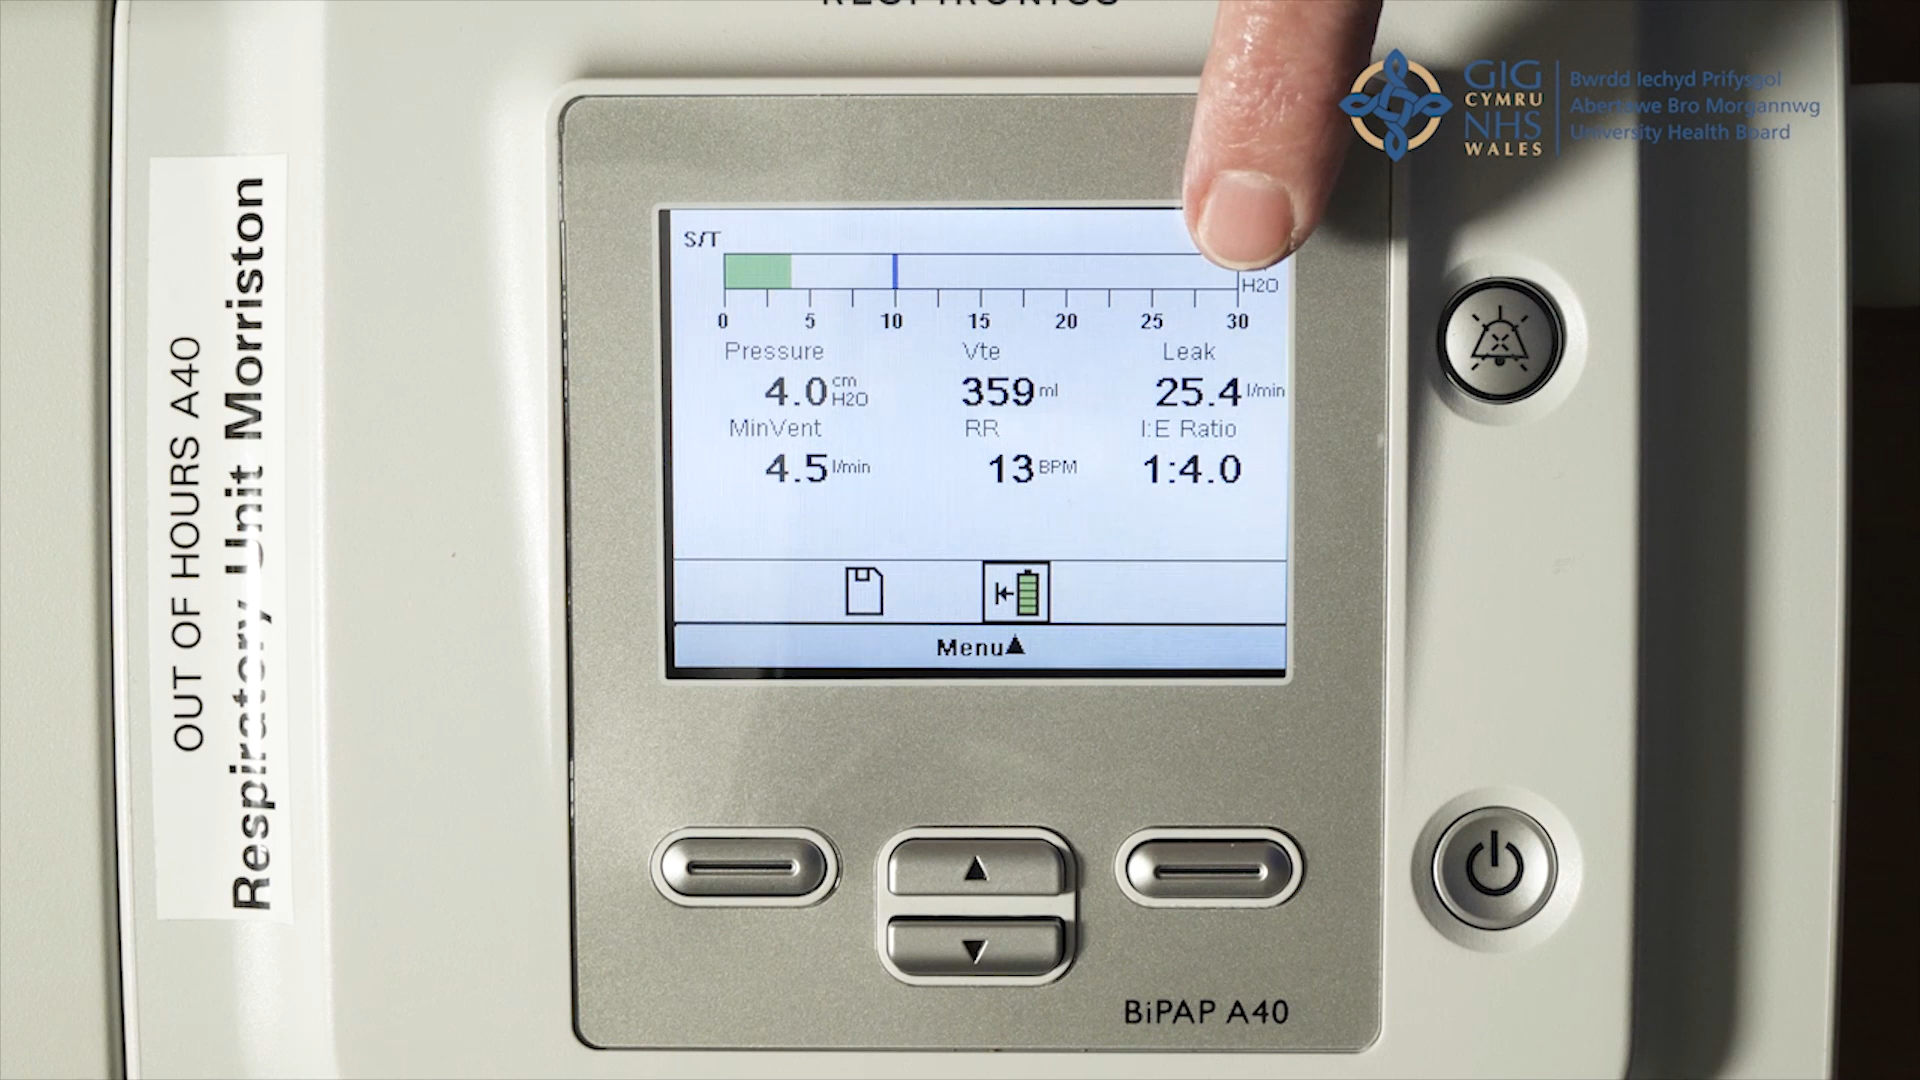 RESPIRONICS
GIG
CYMRU
NHS
WALES
Bwrdd Iechyd Prifysgol
Abertawe Bro Morgannwg
University Health Board
OUT OF HOURS A40
Respiratory Unit Morriston
S/T
H2O
0 5 10 15 20 25 30
Pressure Vte Leak
4.0 cm H2O 359 ml 25.4 l/min
MinVent RR I:E Ratio
4.5 l/min 13 BPM 1:4.0
Menu▲
BiPAP A40